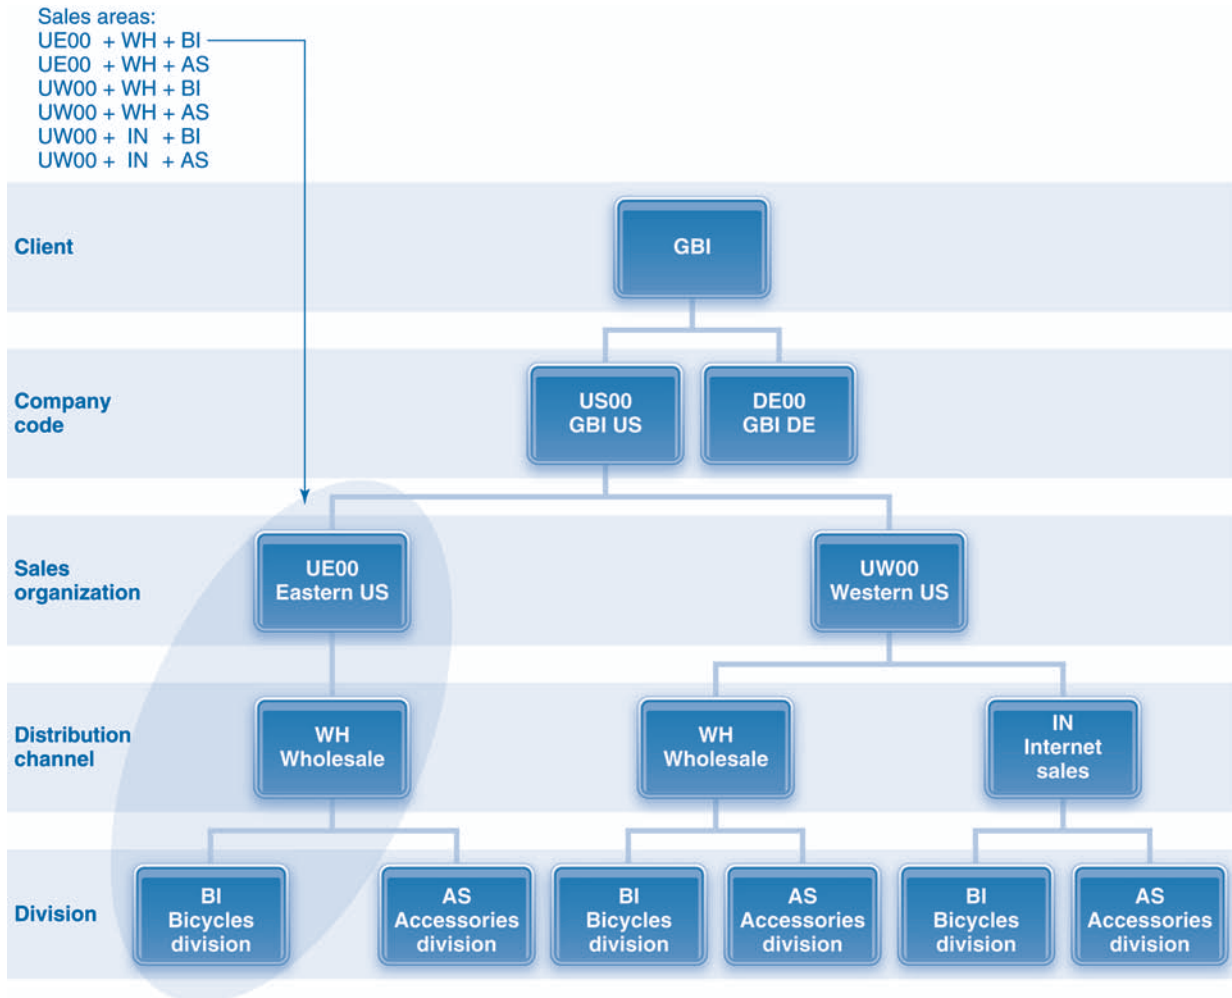 Sales areas:
UE00 + WH + BI
UE00 + WH + AS
UW00 + WH + BI
UW00 + WH + AS
UW00 + IN + BI
UW00 + IN + AS
Client
GBI
Company
code
US00
GBI US
DE00
GBI DE
Sales
organization
UE00
Eastern US
UW00
Western US
Distribution
channel
WH
Wholesale
WH
Wholesale
IN
Internet
sales
Division
BI
Bicycles
division
AS
Accessories
division
BI
Bicycles
division
AS
Accessories
division
BI
Bicycles
division
AS
Accessories
division